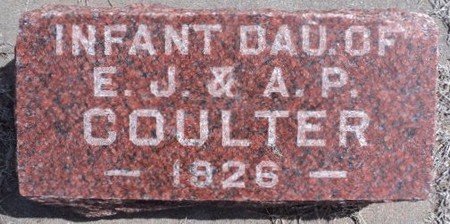 INFANT DAU. OF
E. J. & A. P.
COULTER
— 1926 —